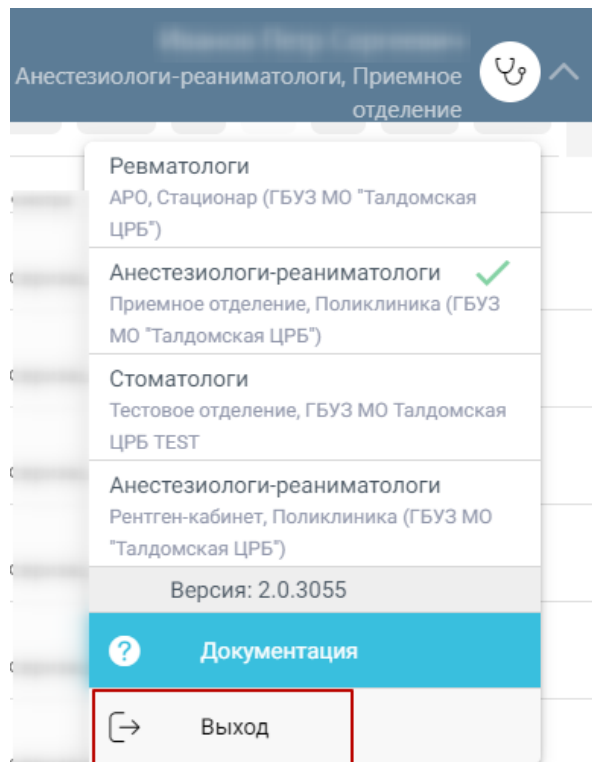 Анестезиологи-реаниматологи, Приемное
отделение
Ревматологи
АРО, Стационар (ГБУЗ МО "Талдомская
ЦРБ")
Анестезиологи-реаниматологи
Приемное отделение, Поликлиника (ГБУЗ
МО "Талдомская ЦРБ")
Стоматологи
Тестовое отделение, ГБУЗ МО Талдомская
ЦРБ TEST
Анестезиологи-реаниматологи
Рентген-кабинет, Поликлиника (ГБУЗ МО
"Талдомская ЦРБ")
Версия: 2.0.3055
? Документация
Выход